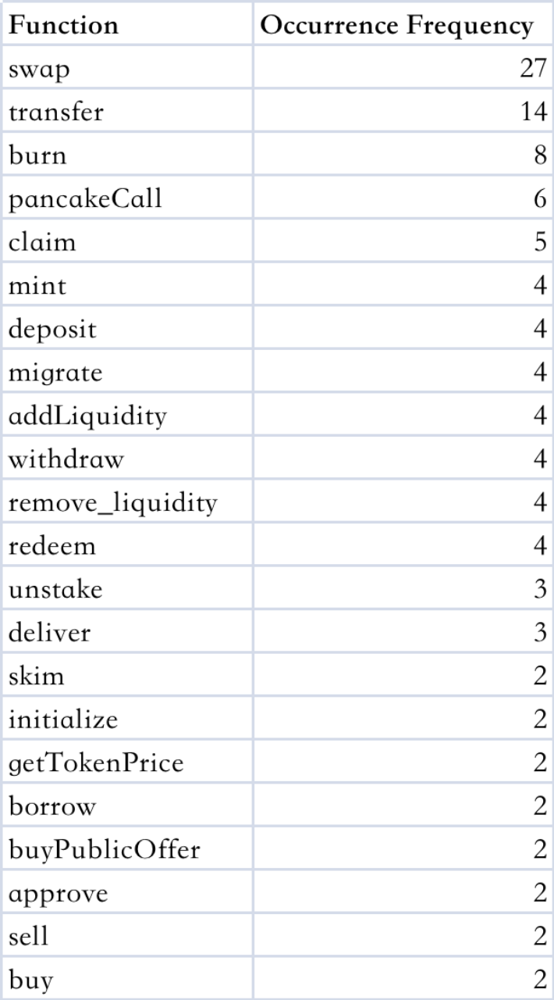 Function Occurrence Frequency
swap 27
transfer 14
burn 8
pancakeCall 6
claim 5
mint 4
deposit 4
migrate 4
addLiquidity 4
withdraw 4
remove_liquidity 4
redeem 4
unstake 3
deliver 3
skim 2
initialize 2
getTokenPrice 2
borrow 2
buyPublicOffer 2
approve 2
sell 2
buy 2